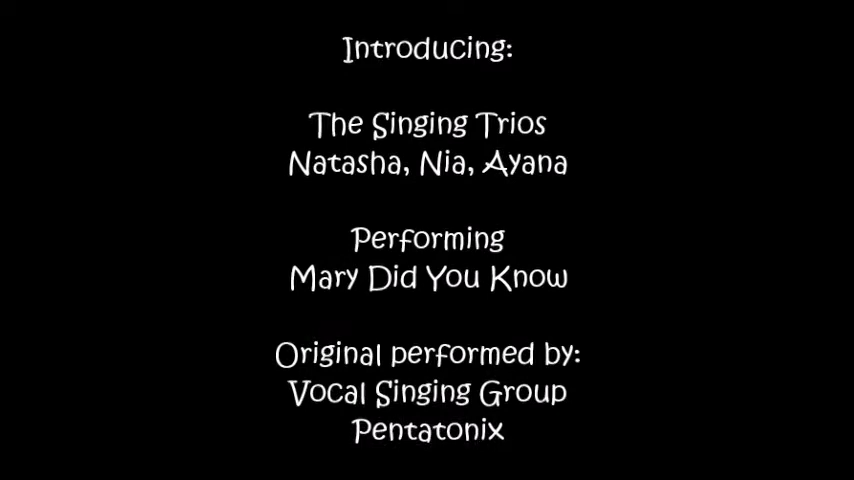 Introducing:
The Singing Trios
Natasha, Nia, Ayana
Performing
Mary Did You Know
Original performed by:
Vocal Singing Group
Pentatonix